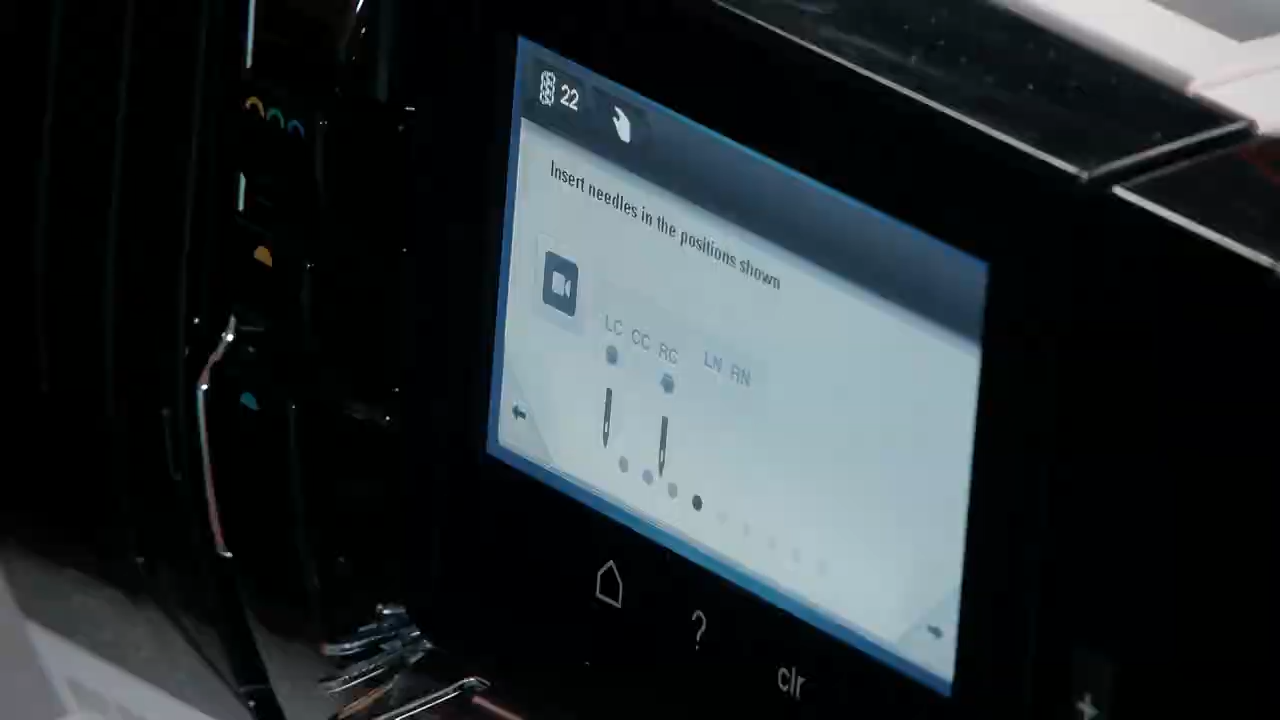 22
Insert needles in the positions shown
LC CC RC LN RN
?
clr